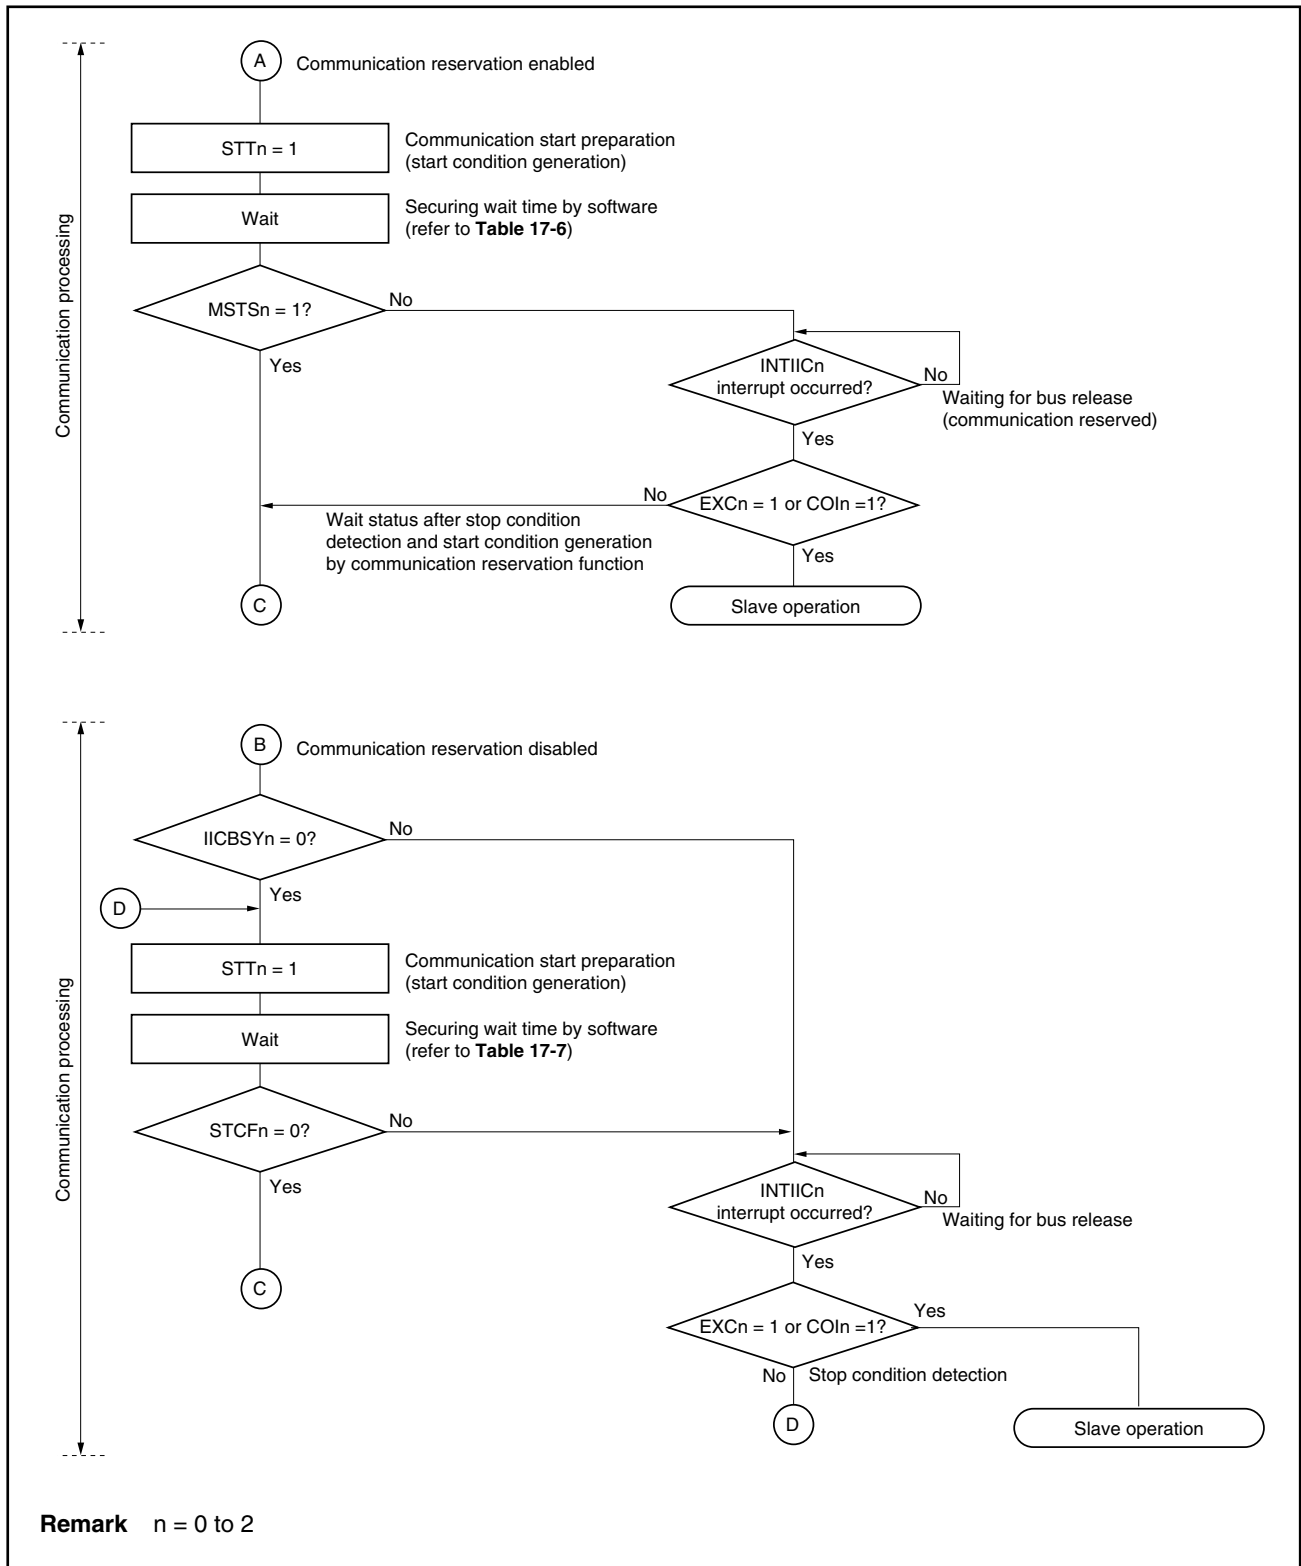 A Communication reservation enabled
STTn = 1
Communication start preparation
(start condition generation)
Wait
Securing wait time by software
(refer to Table 17-6)
MSTSn = 1?
No
Yes
INTIICn
interrupt occurred?
No
Waiting for bus release
(communication reserved)
Yes
EXCn = 1 or COIn =1?
No
Wait status after stop condition
detection and start condition generation
by communication reservation function
Yes
C
Slave operation
Communication processing
B Communication reservation disabled
IICBSYn = 0?
No
Yes
D
STTn = 1
Communication start preparation
(start condition generation)
Wait
Securing wait time by software
(refer to Table 17-7)
STCFn = 0?
No
Yes
INTIICn
interrupt occurred?
No
Waiting for bus release
Yes
C
EXCn = 1 or COIn =1?
Yes
No
Stop condition detection
D
Slave operation
Communication processing
Remark n = 0 to 2